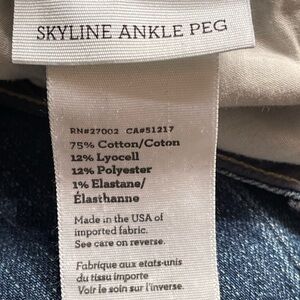 SKYLINE ANKLE PEG
RN#27002 CA#51217
75% Cotton/Coton
12% Lyocell
12% Polyester
1% Elastane/
Élasthanne
Made in the USA of
imported fabric.
See care on reverse.
Fabrique aux etats-unis
du tissu importe
Voir le soin sur l'inverse.